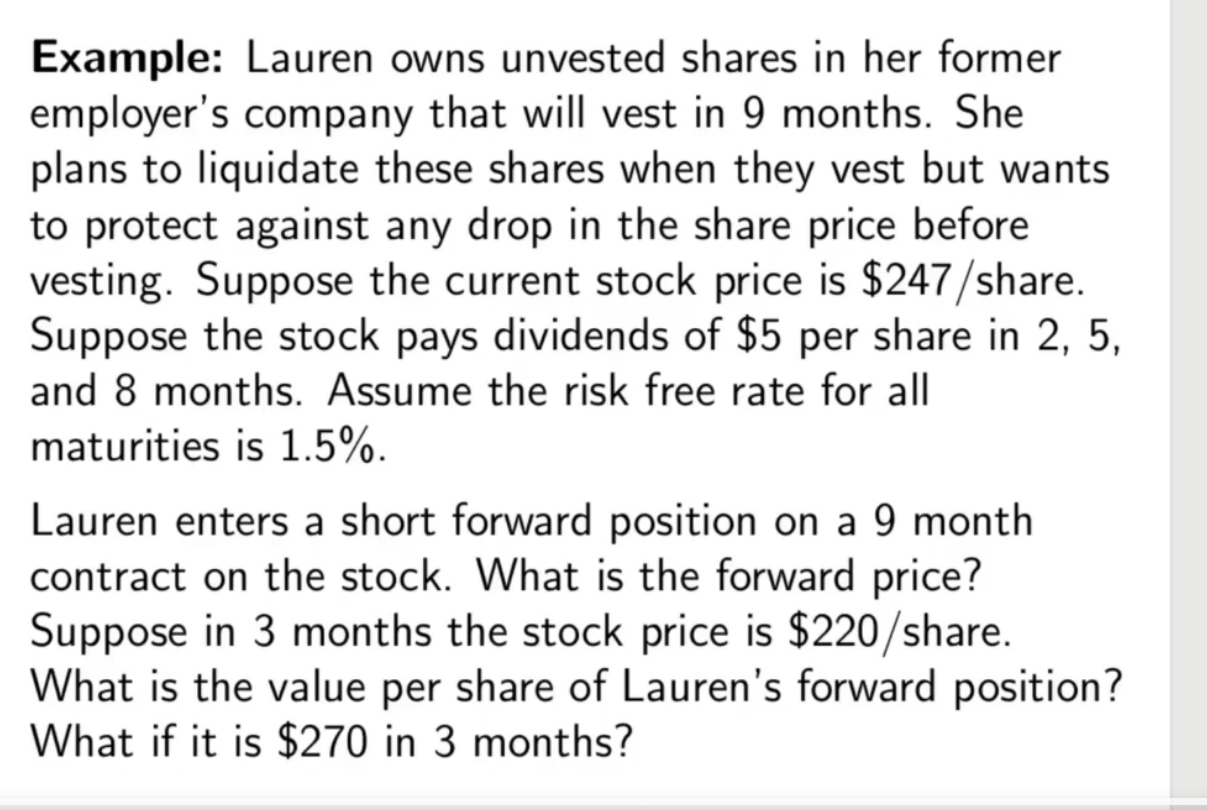 Example: Lauren owns unvested shares in her former
employer's company that will vest in 9 months. She
plans to liquidate these shares when they vest but wants
to protect against any drop in the share price before
vesting. Suppose the current stock price is $247/share.
Suppose the stock pays dividends of $5 per share in 2, 5,
and 8 months. Assume the risk free rate for all
maturities is 1.5%.
Lauren enters a short forward position on a 9 month
contract on the stock. What is the forward price?
Suppose in 3 months the stock price is $220/share.
What is the value per share of Lauren's forward position?
What if it is $270 in 3 months?